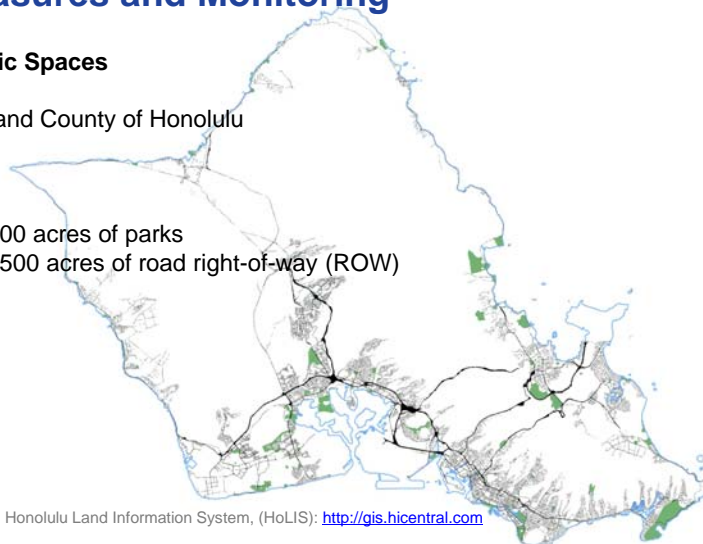 asures and Monitoring
ic Spaces
and County of Honolulu
00 acres of parks
500 acres of road right-of-way (ROW)
Honolulu Land Information System, (HoLIS): http://gis.hicentral.com